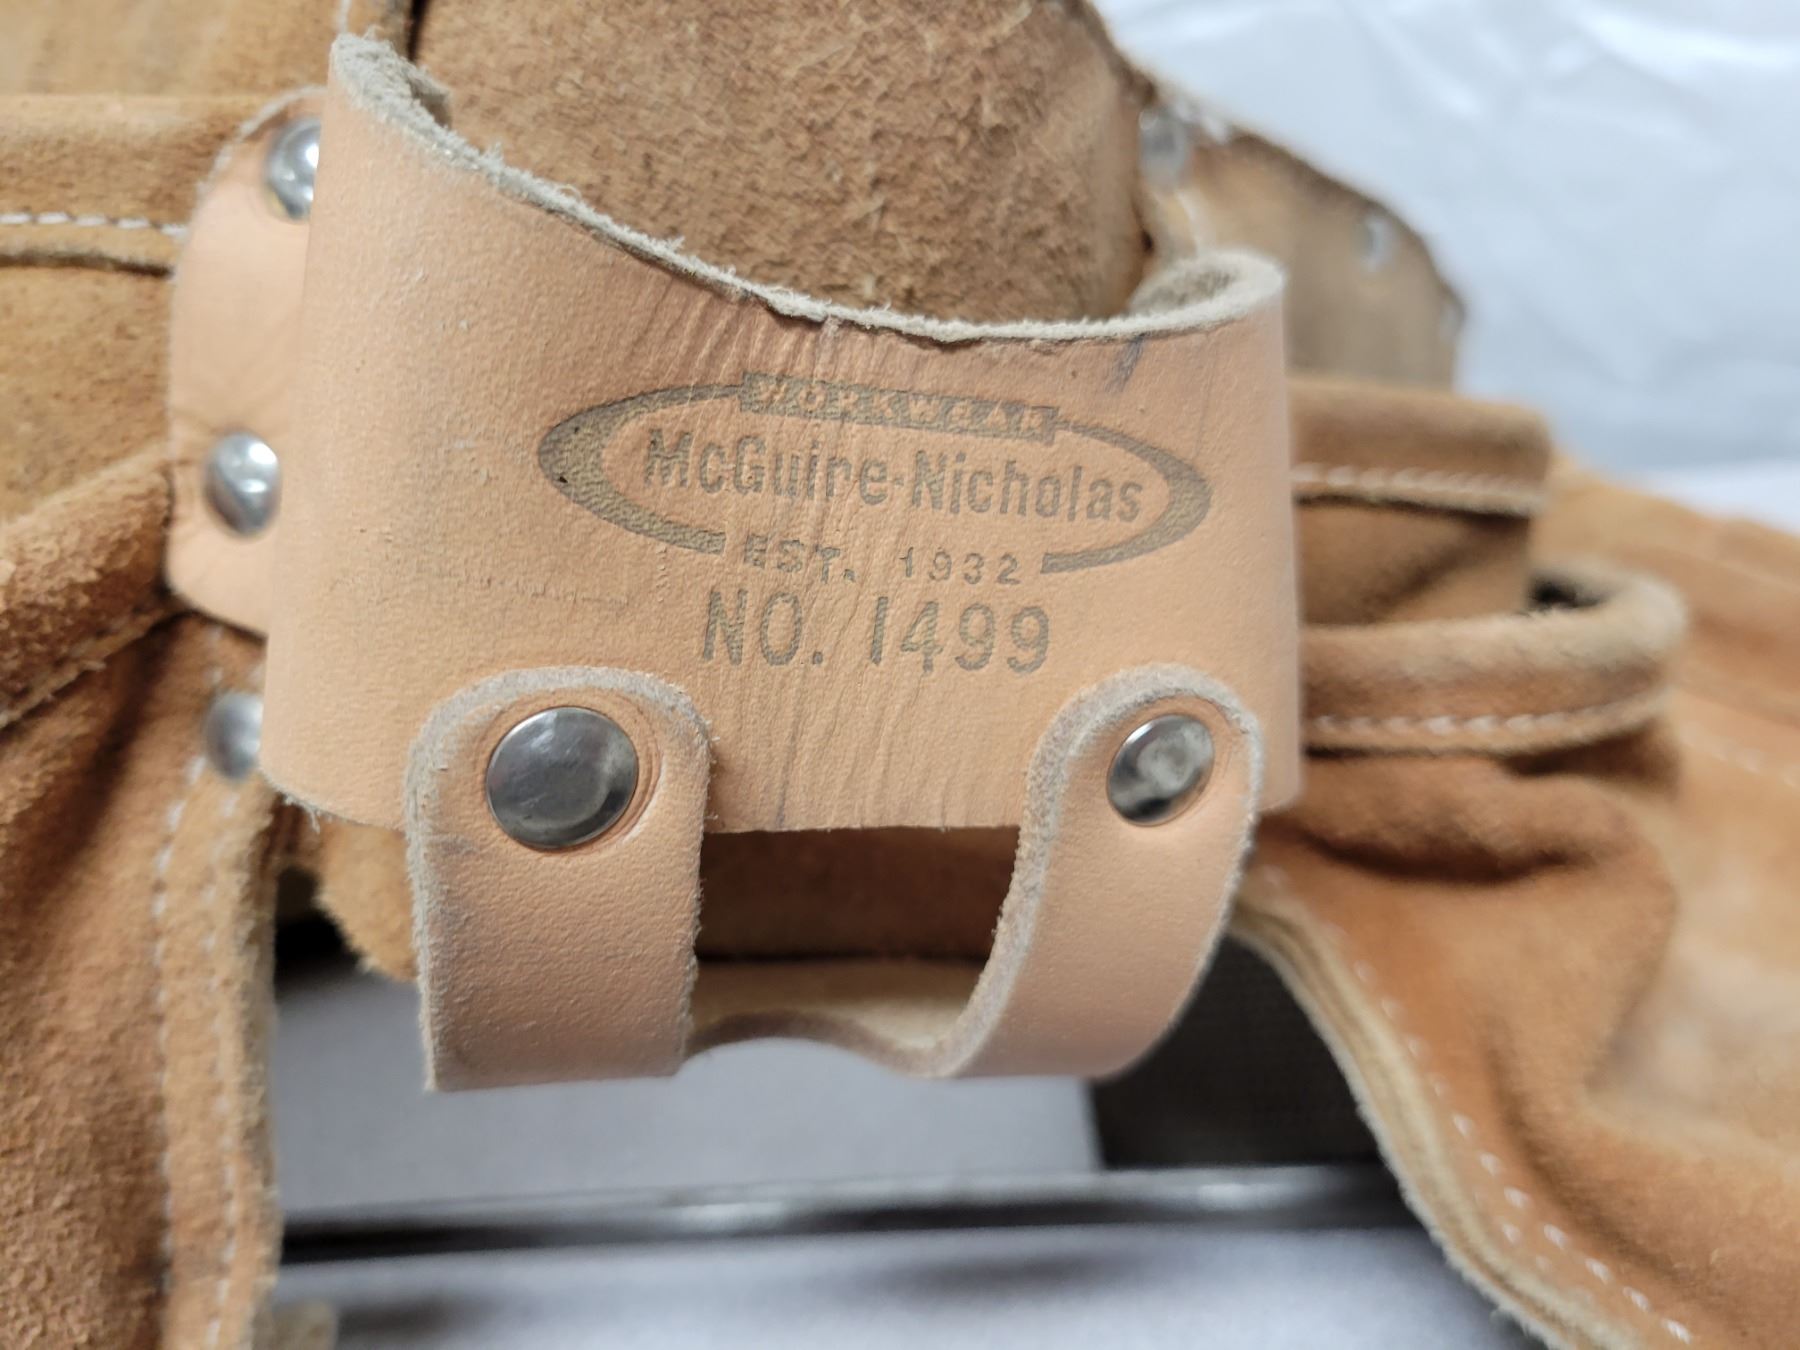 WORKWEAR
McGuire-Nicholas
EST. 1932
NO. 1499